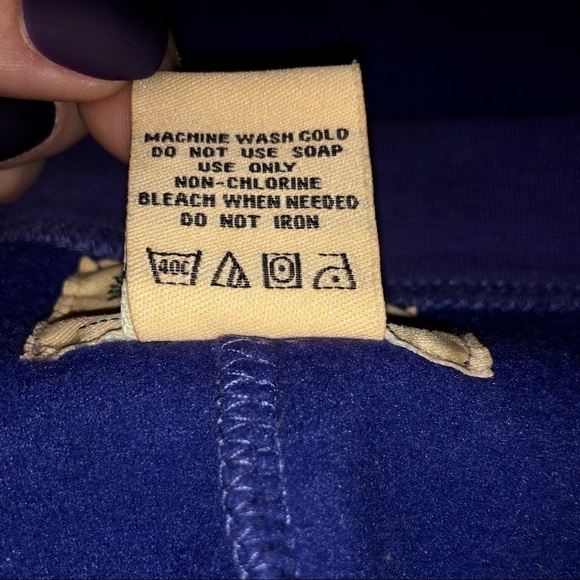 MACHINE WASH COLD
DO NOT USE SOAP
USE ONLY
NON-CHLORINE
BLEACH WHEN NEEDED
DO NOT IRON
40C